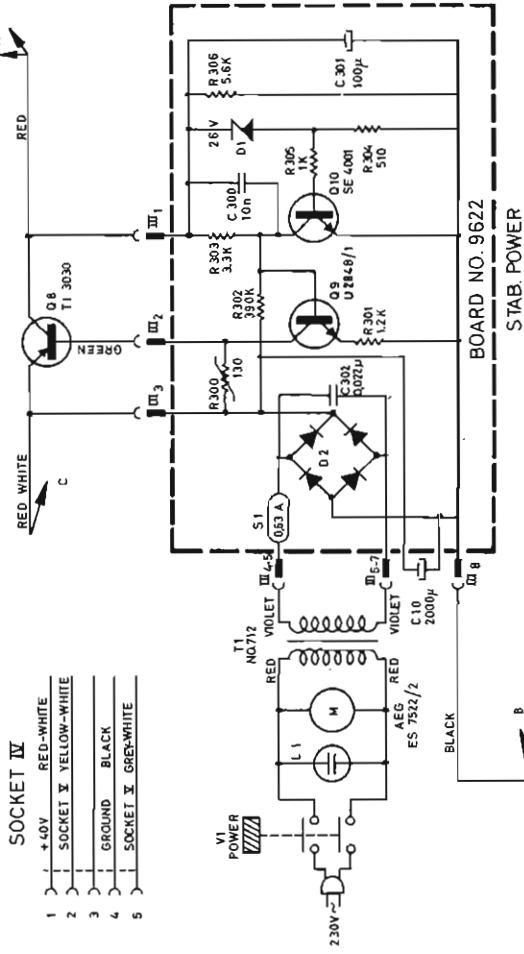 SOCKET IV
1 +40V RED-WHITE
2 SOCKET V YELLOW-WHITE
3
4 GROUND BLACK
5 SOCKET V GREY-WHITE
RED WHITE
C
Q8
TI 3030
GREEN
RED
III 3
III 2
III 1
R300
130
R302
390K
R303
3.3K
C300
10n
26V
D1
R305
1K
R306
5.6K
C301
100µ
Q10
SE 4001
R304
510
Q9
U2848/1
R301
1.2K
C302
0,022µ
D2
S1
0,63 A
III 4-5
III 6-7
III 8
C10
2000µ
VIOLET
VIOLET
T1
NO.712
RED
RED
M
AEG
ES 7522/2
L1
V1
POWER
230V~
BLACK
B
BOARD NO. 9622
STAB. POWER